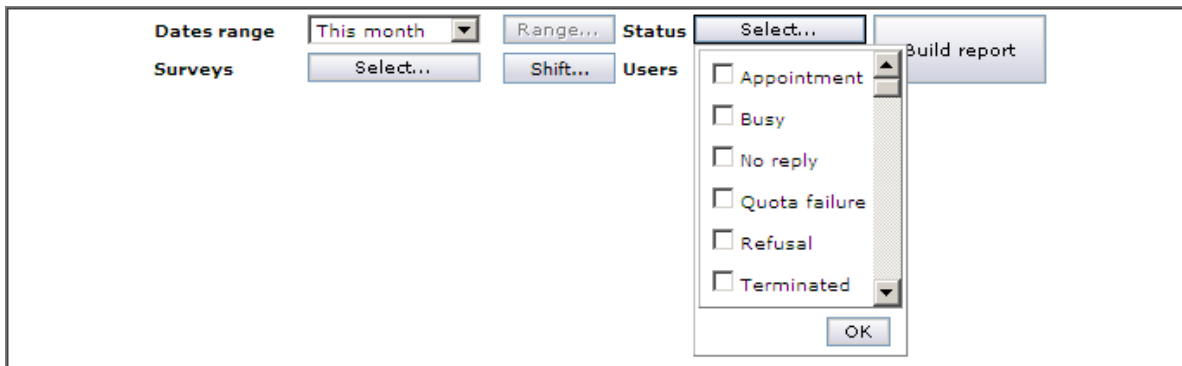 Dates range This month Range... Status Select... Build report
Surveys Select... Shift... Users
Appointment
Busy
No reply
Quota failure
Refusal
Terminated
OK